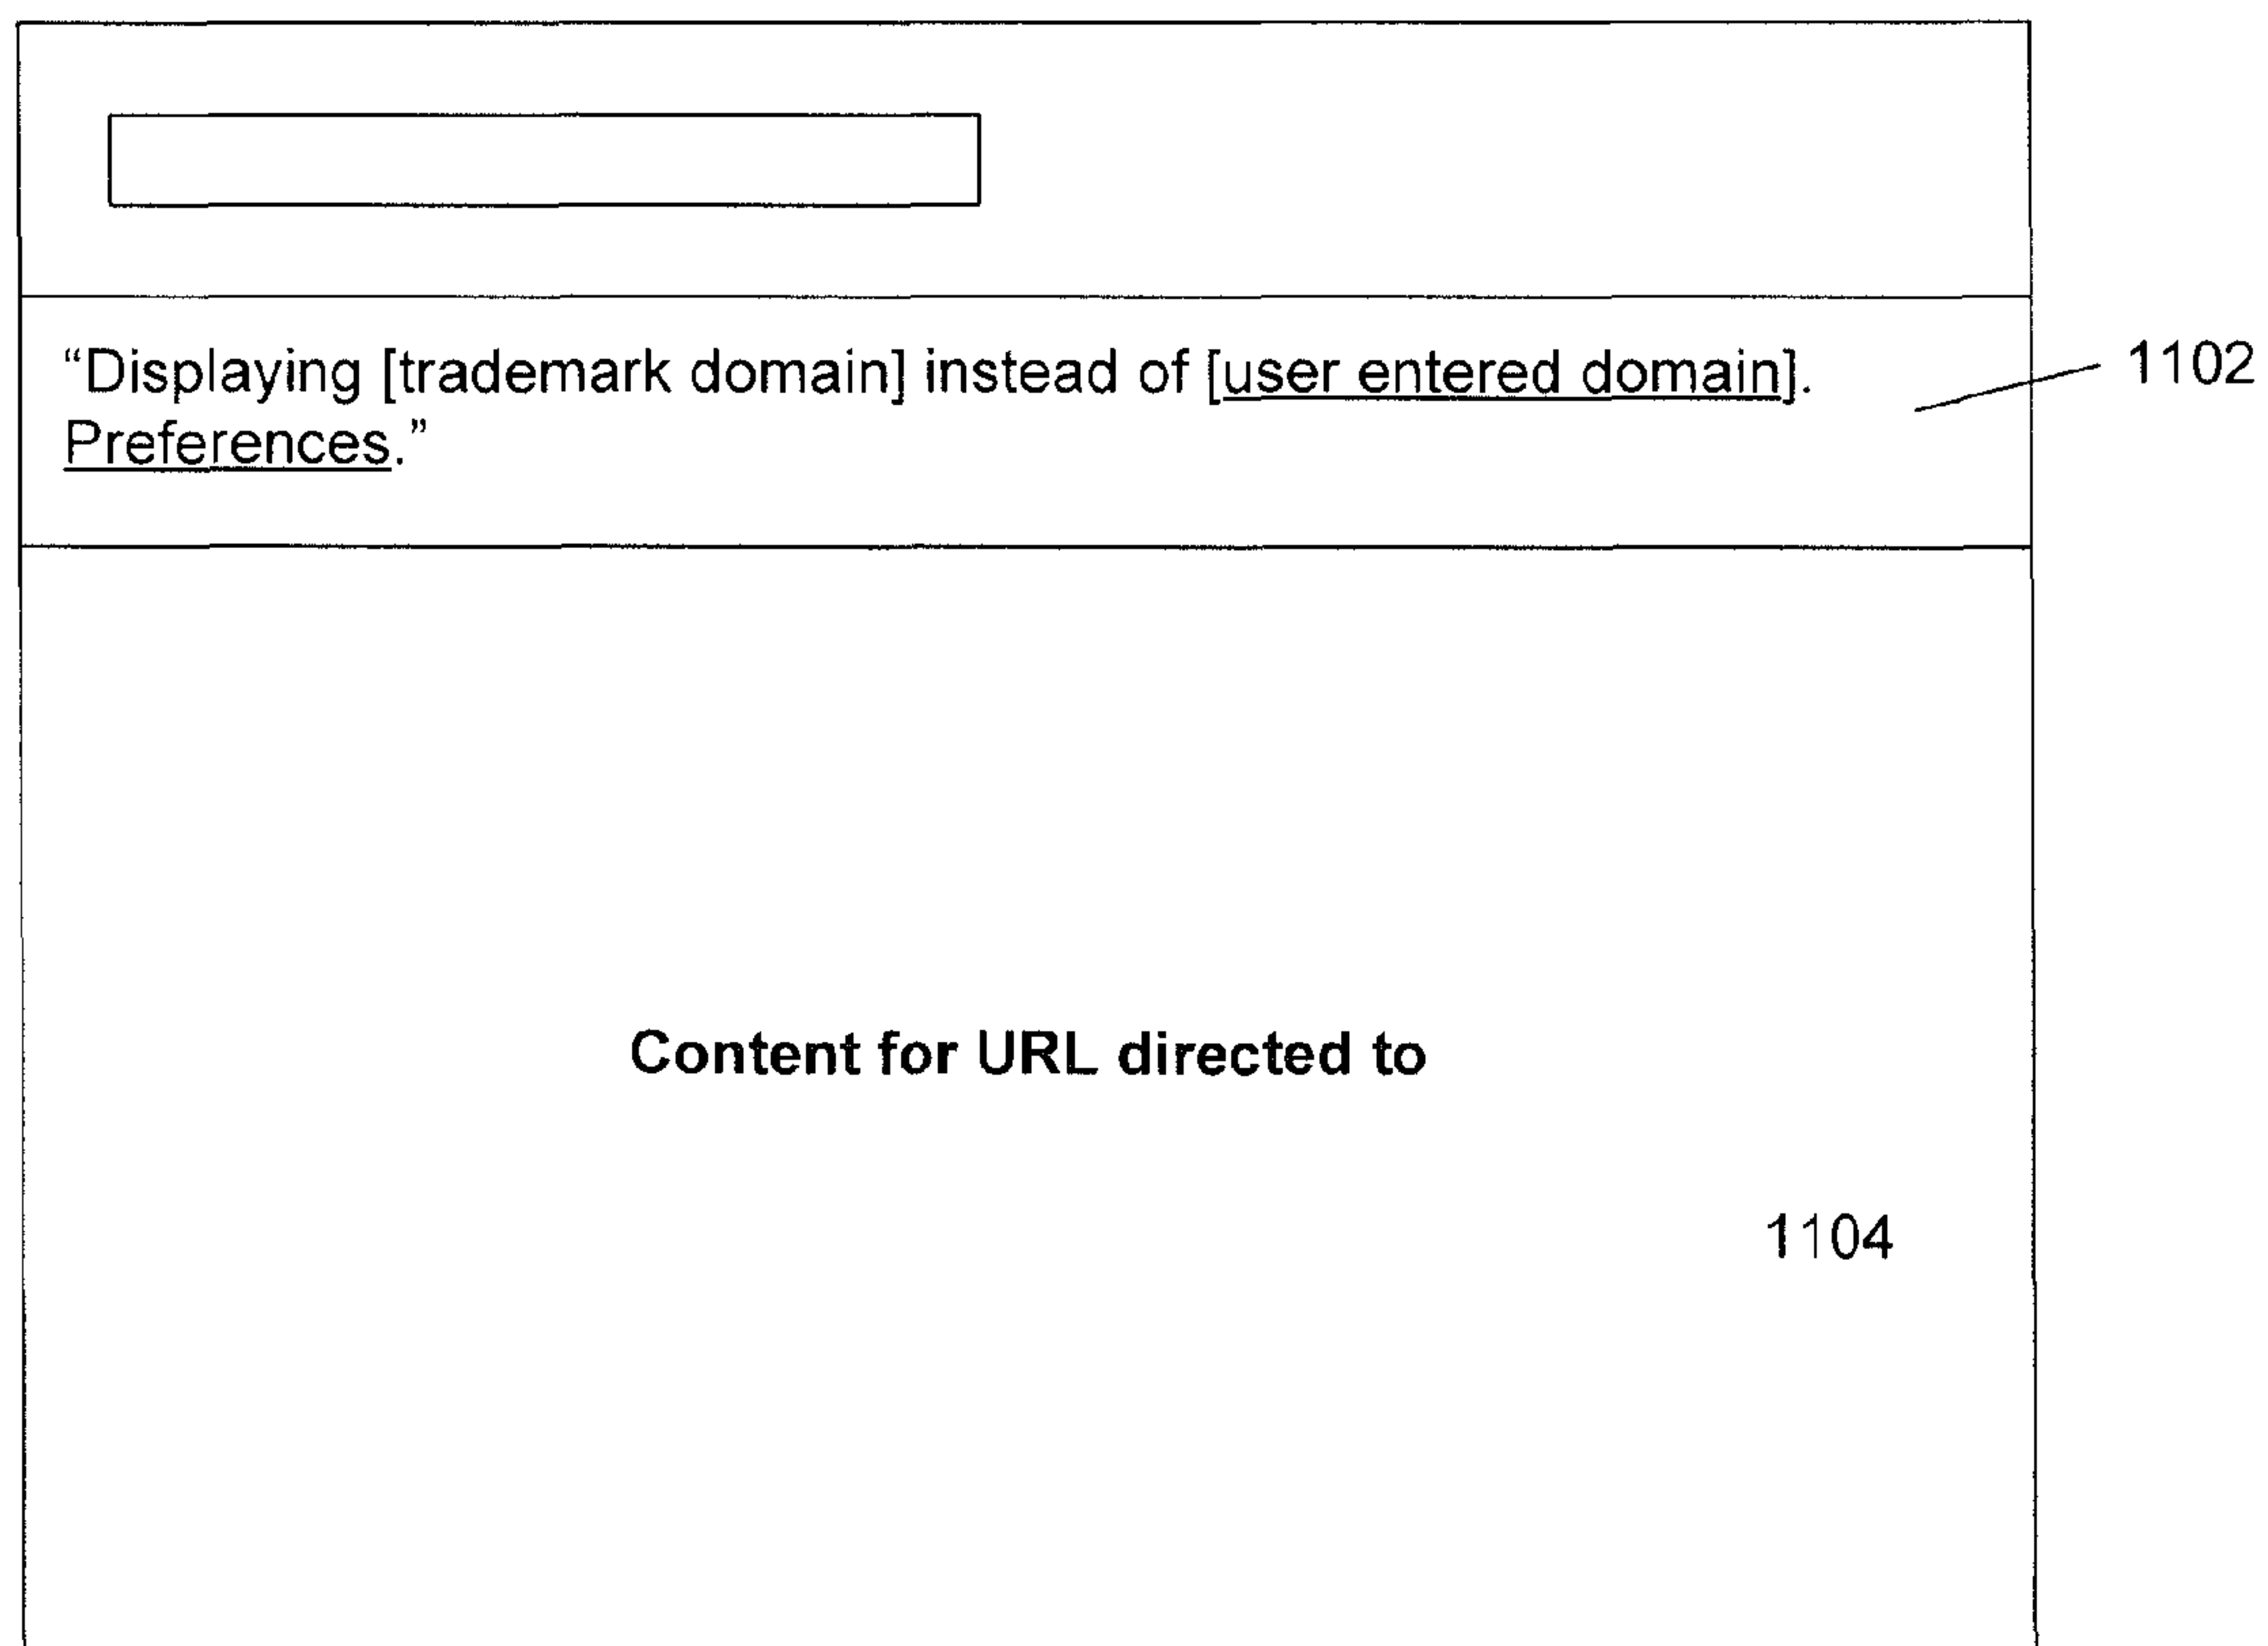 “Displaying [trademark domain] instead of [user entered domain].
Preferences.”
1102
Content for URL directed to
1104